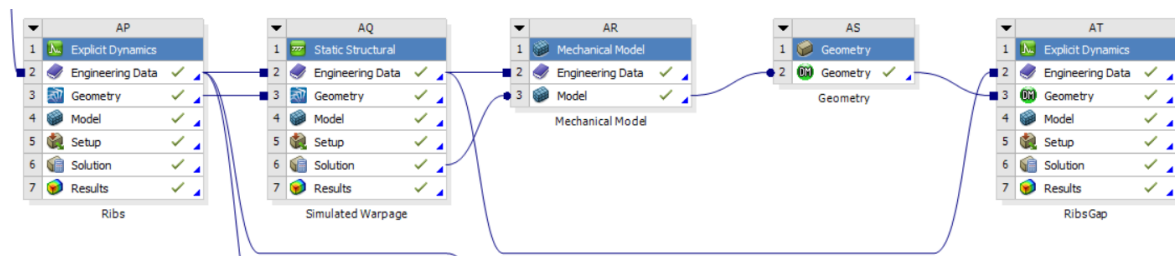 AP
1 Explicit Dynamics
2 Engineering Data
3 Geometry
4 Model
5 Setup
6 Solution
7 Results
Ribs
AQ
1 Static Structural
2 Engineering Data
3 Geometry
4 Model
5 Setup
6 Solution
7 Results
Simulated Warpage
AR
1 Mechanical Model
2 Engineering Data
3 Model
Mechanical Model
AS
1 Geometry
2 DM Geometry
Geometry
AT
1 Explicit Dynamics
2 Engineering Data
3 DM Geometry
4 Model
5 Setup
6 Solution
7 Results
RibsGap